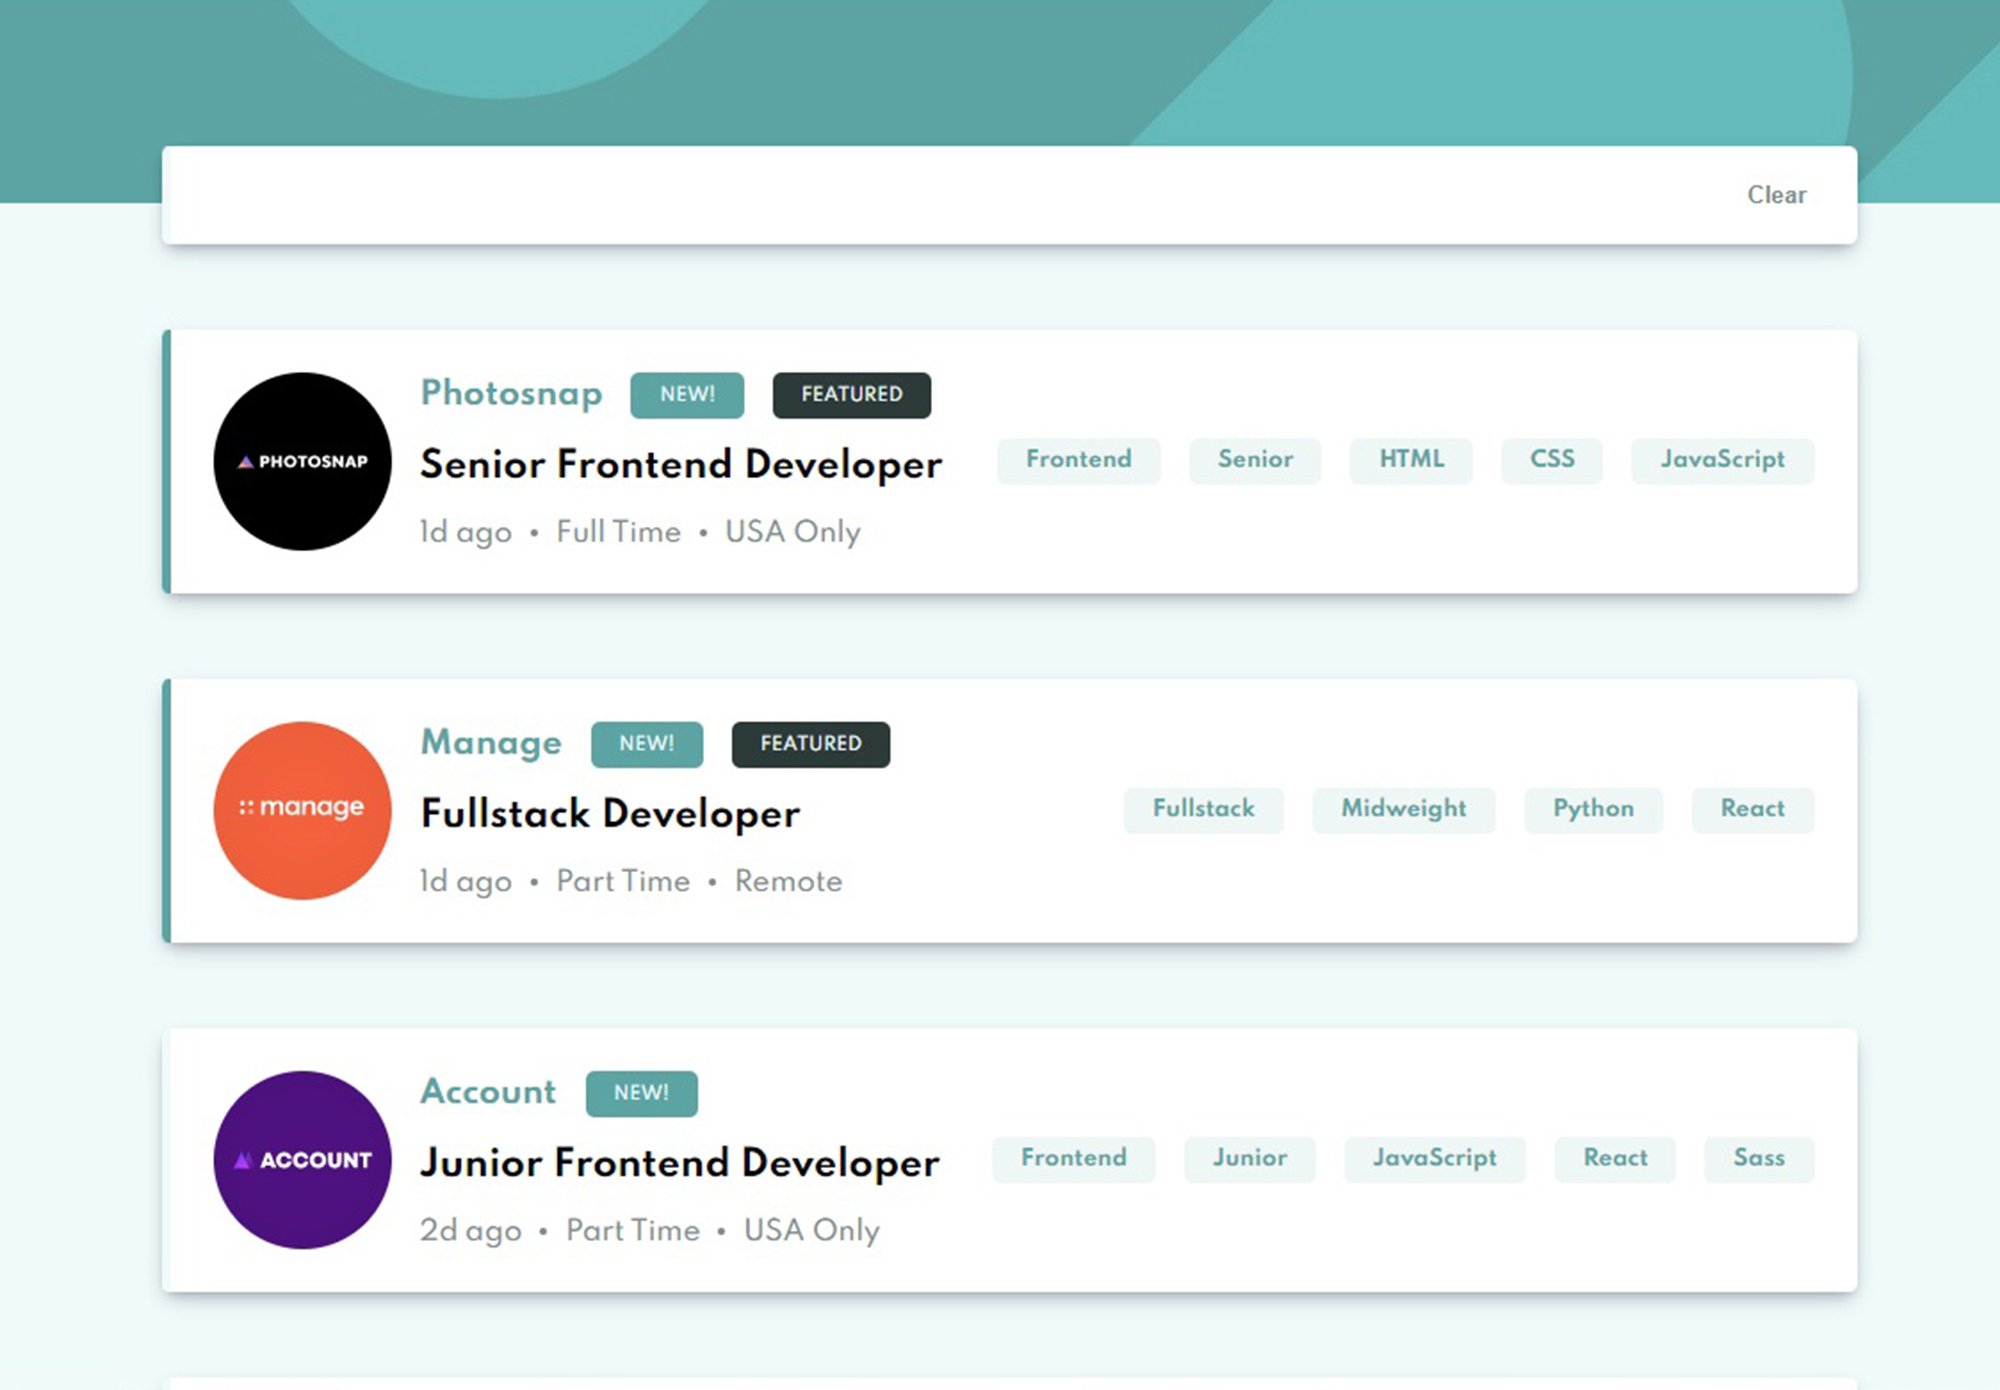 Clear
PHOTOSNAP
Photosnap NEW! FEATURED
Senior Frontend Developer
1d ago • Full Time • USA Only
Frontend Senior HTML CSS JavaScript
manage
Manage NEW! FEATURED
Fullstack Developer
1d ago • Part Time • Remote
Fullstack Midweight Python React
ACCOUNT
Account NEW!
Junior Frontend Developer
2d ago • Part Time • USA Only
Frontend Junior JavaScript React Sass